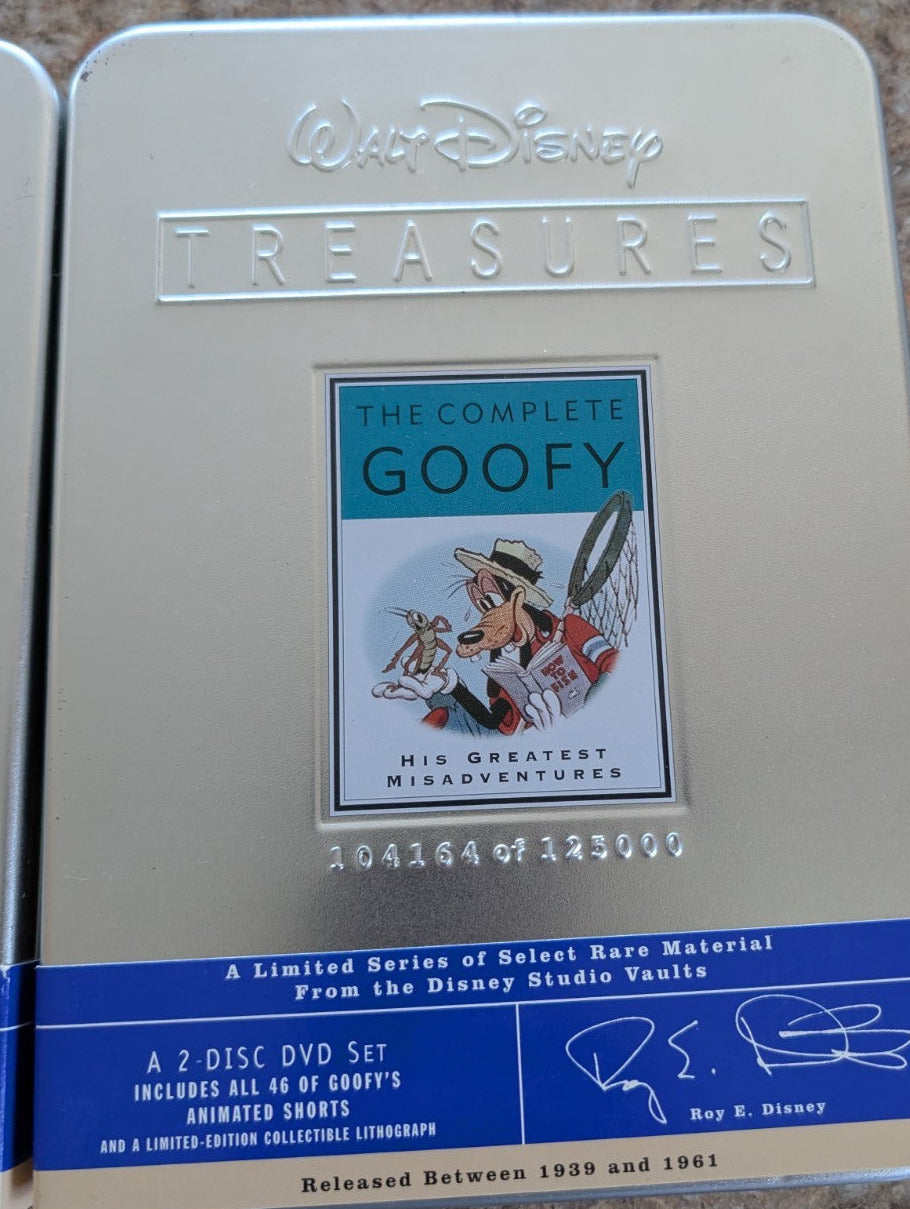 Walt Disney
TREASURES
THE COMPLETE
GOOFY
HOW
TO
FISH
HIS GREATEST
MISADVENTURES
104164 of 125000
A Limited Series of Select Rare Material
From the Disney Studio Vaults
A 2-DISC DVD SET
INCLUDES ALL 46 OF GOOFY'S
ANIMATED SHORTS
AND A LIMITED-EDITION COLLECTIBLE LITHOGRAPH
Roy E. Disney
Roy E. Disney
Released Between 1939 and 1961